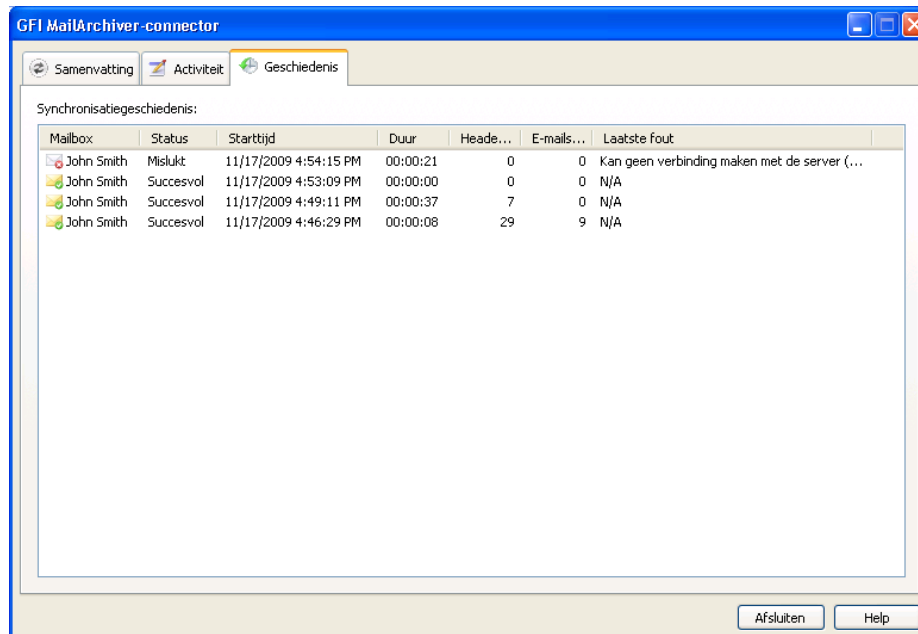 GFI MailArchiver-connector
Samenvatting Activiteit Geschiedenis
Synchronisatiegeschiedenis:
Mailbox Status Starttijd Duur Heade... E-mails... Laatste fout
John Smith Mislukt 11/17/2009 4:54:15 PM 00:00:21 0 0 Kan geen verbinding maken met de server (...
John Smith Succesvol 11/17/2009 4:53:09 PM 00:00:00 0 0 N/A
John Smith Succesvol 11/17/2009 4:49:11 PM 00:00:37 7 0 N/A
John Smith Succesvol 11/17/2009 4:46:29 PM 00:00:08 29 9 N/A
Afsluiten Help